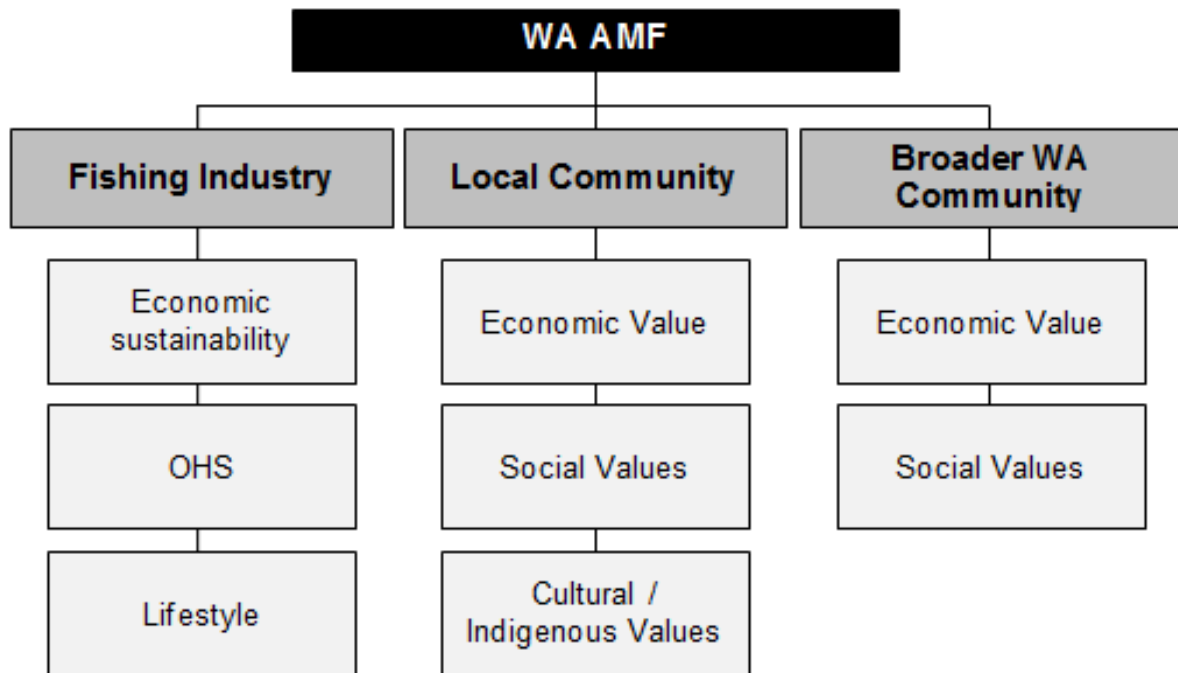 WA AMF
Fishing Industry
Economic
sustainability
OHS
Lifestyle
Local Community
Economic Value
Social Values
Cultural /
Indigenous Values
Broader WA
Community
Economic Value
Social Values